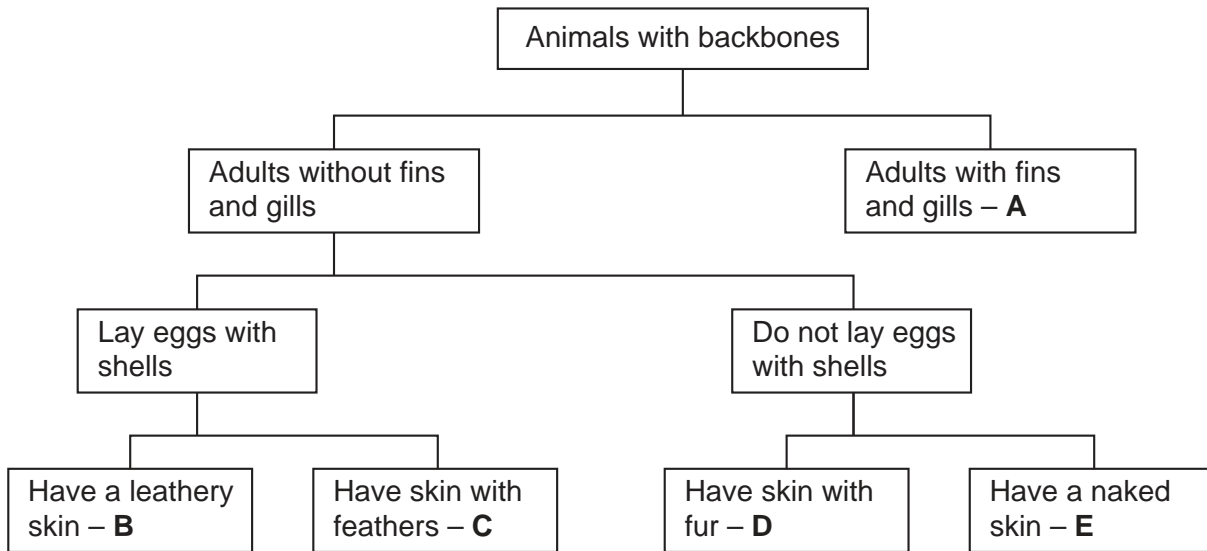 Animals with backbones
Adults without fins
and gills
Adults with fins
and gills – A
Lay eggs with
shells
Do not lay eggs
with shells
Have a leathery
skin – B
Have skin with
feathers – C
Have skin with
fur – D
Have a naked
skin – E